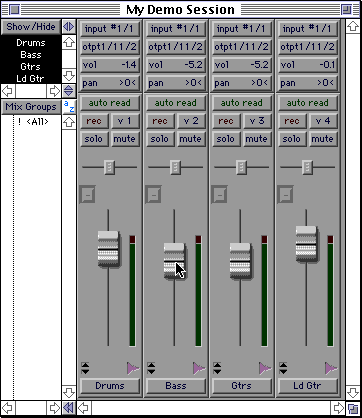 My Demo Session
Show/Hide
Drums
Bass
Gtrs
Ld Gtr
Mix Groups
a z
! <All>
input #1/1 input #1/1 input #1/1 input #1/1
otpt1/11/2 otpt1/11/2 otpt1/11/2 otpt1/11/2
vol -1.4 vol -5.2 vol -5.2 vol -0.1
pan >0< pan >0< pan >0< pan >0<
auto read auto read auto read auto read
rec v 1 rec v 2 rec v 3 rec v 4
solo mute solo mute solo mute solo mute
Drums Bass Gtrs Ld Gtr